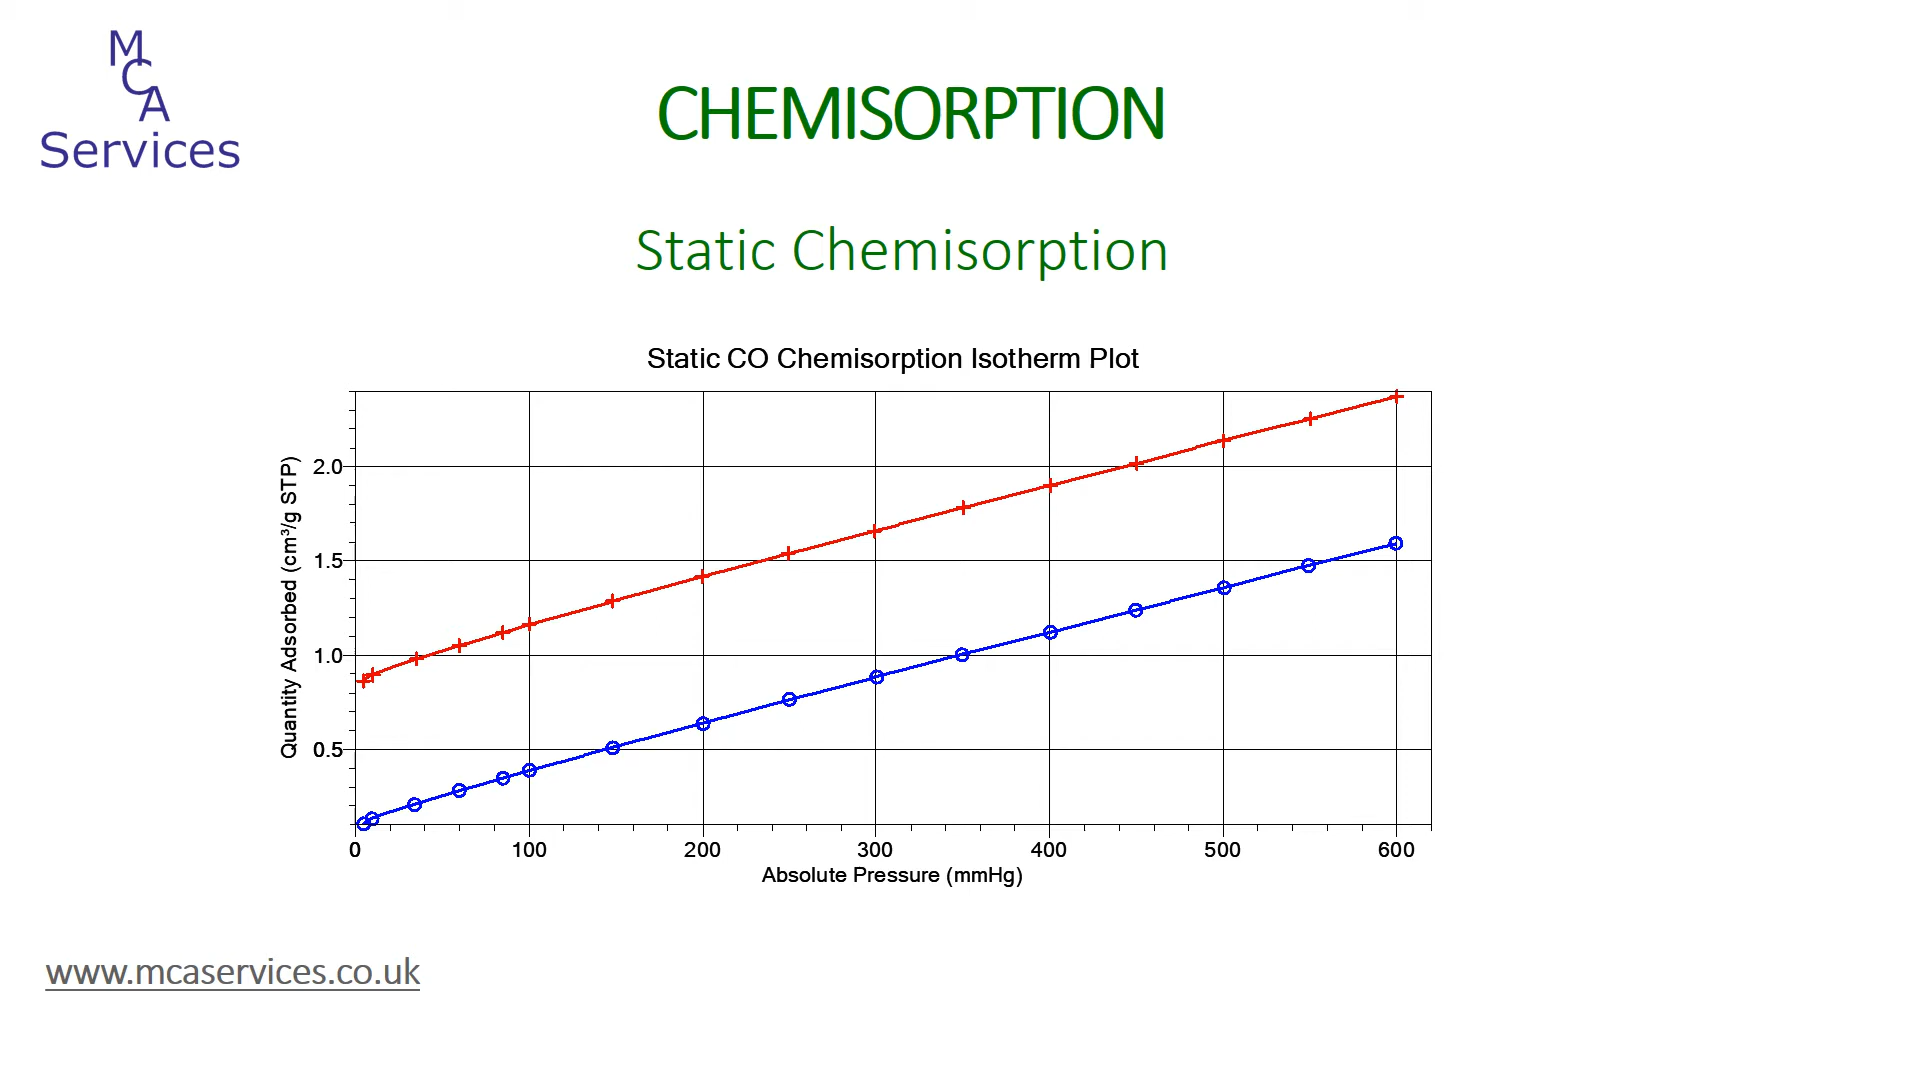 M
C
A
Services
CHEMISORPTION
Static Chemisorption
Static CO Chemisorption Isotherm Plot
Quantity Adsorbed (cm³/g STP)
2.0
1.5
1.0
0.5
0 100 200 300 400 500 600
Absolute Pressure (mmHg)
www.mcaservices.co.uk